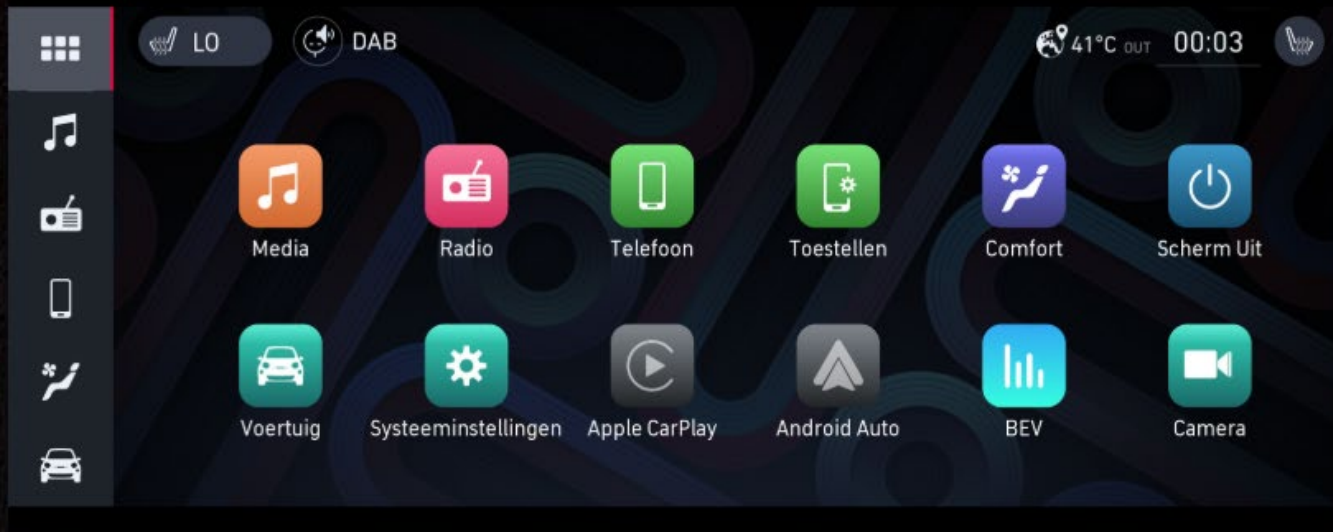 LO DAB 41°C OUT 00:03
Media Radio Telefoon Toestellen Comfort Scherm Uit
Voertuig Systeeminstellingen Apple CarPlay Android Auto BEV Camera